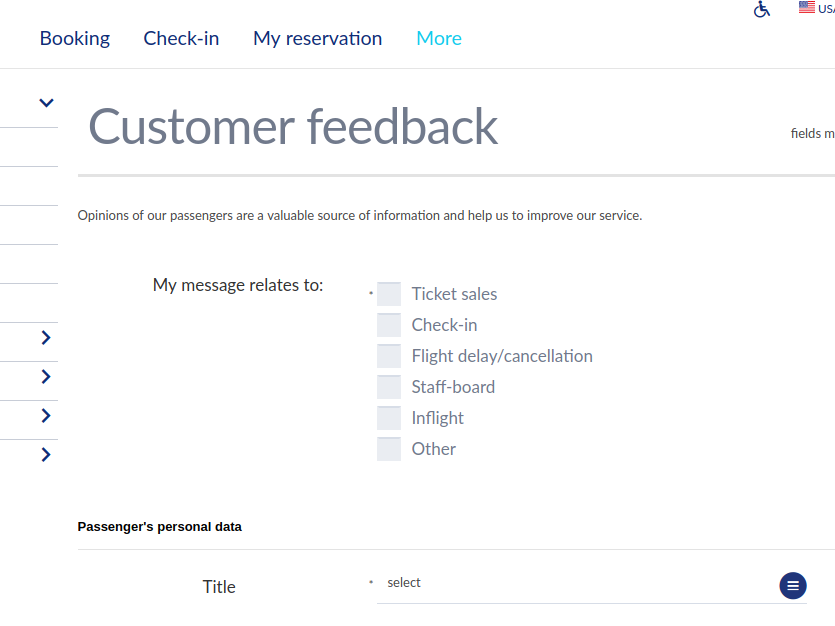 USA
Booking Check-in My reservation More
Customer feedback
fields
Opinions of our passengers are a valuable source of information and help us to improve our service.
My message relates to:
* Ticket sales
Check-in
Flight delay/cancellation
Staff-board
Inflight
Other
Passenger's personal data
Title * select